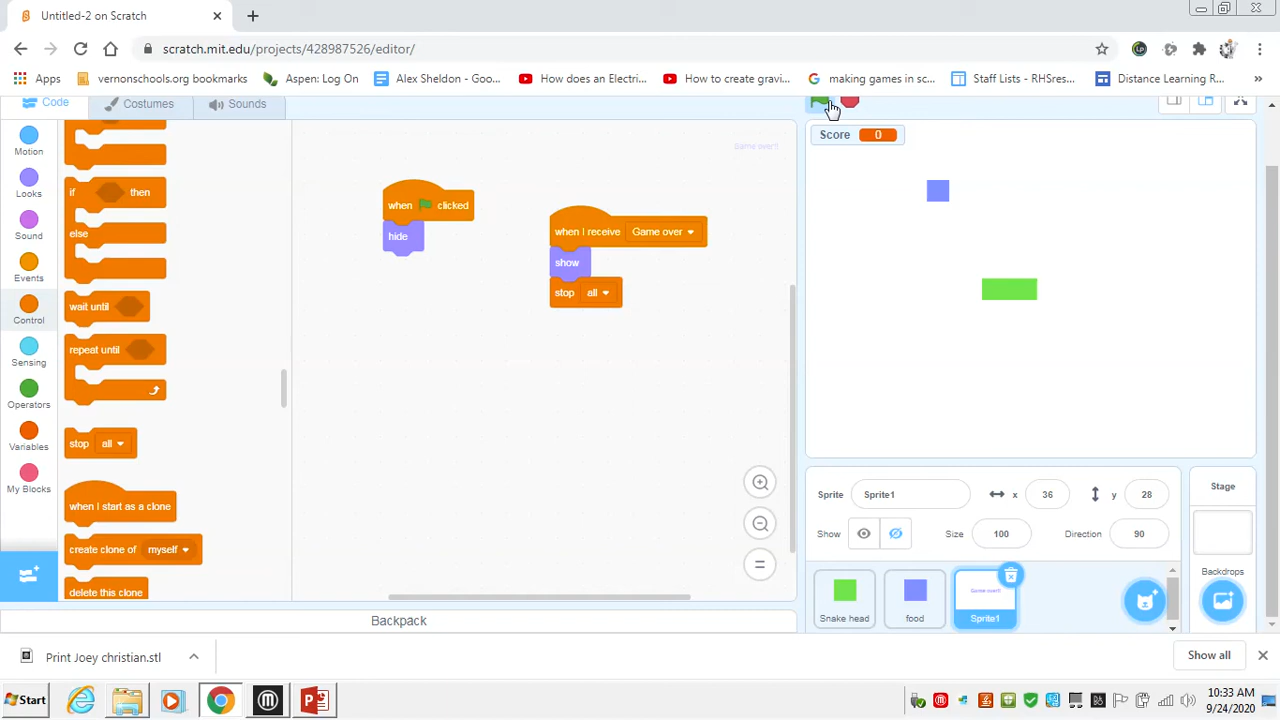 Untitled-2 on Scratch
scratch.mit.edu/projects/428987526/editor/
Apps vernonschools.org bookmarks Aspen: Log On Alex Sheldon - Goo... How does an Electri... How to create gravi... making games in sc... Staff Lists - RHSres... Distance Learning R...
Code Costumes Sounds
Motion
Looks
Sound
Events
Control
Sensing
Operators
Variables
My Blocks
if then
else
wait until
repeat until
stop all
when I start as a clone
create clone of myself
delete this clone
when clicked
hide
when I receive Game over
show
stop all
Game over!!
Backpack
Score 0
Sprite Sprite1 x 36 y 28
Show Size 100 Direction 90
Snake head food Game over!! Sprite1
Stage
Backdrops
Print Joey christian.stl Show all
Start 10:33 AM
9/24/2020